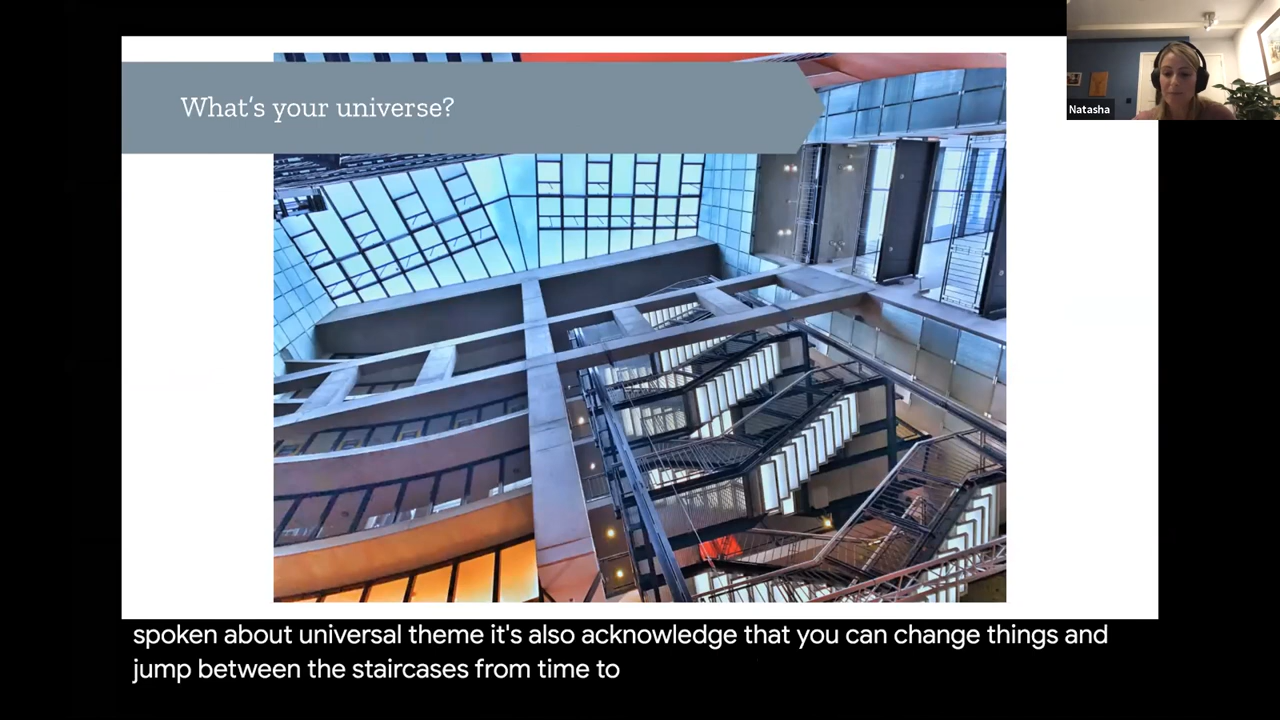 What's your universe?
Natasha
spoken about universal theme it's also acknowledge that you can change things and
jump between the staircases from time to